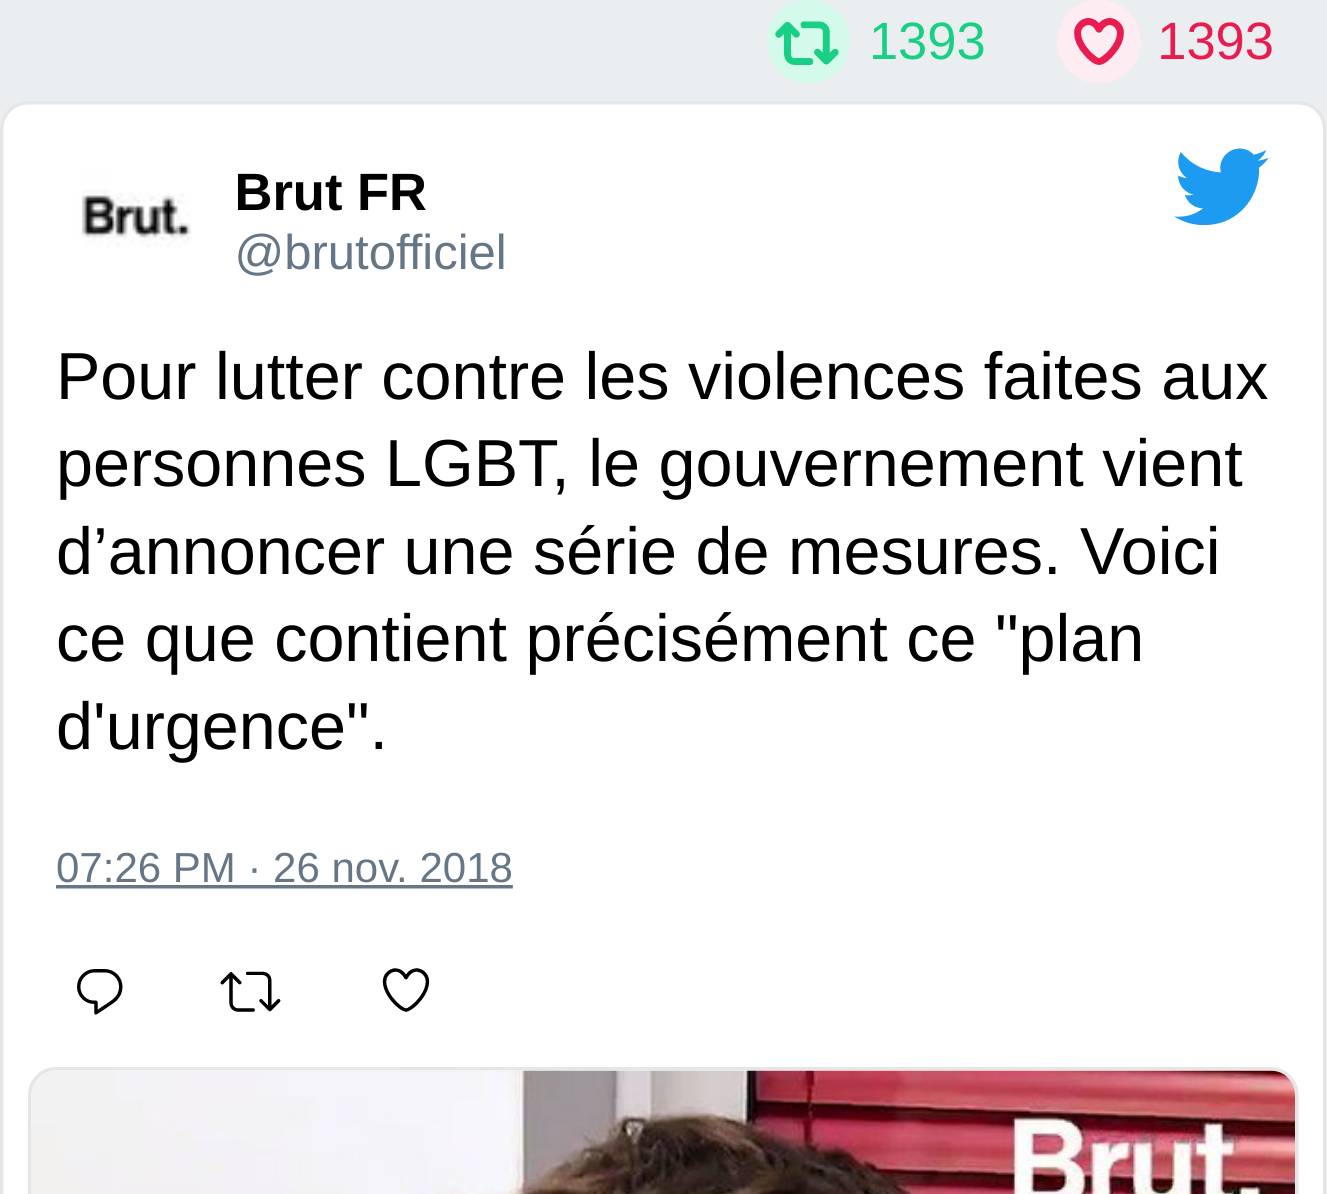 1393 1393
Brut.
Brut FR
@brutofficiel
Pour lutter contre les violences faites aux
personnes LGBT, le gouvernement vient
d’annoncer une série de mesures. Voici
ce que contient précisément ce "plan
d'urgence".
07:26 PM · 26 nov. 2018
Brut.